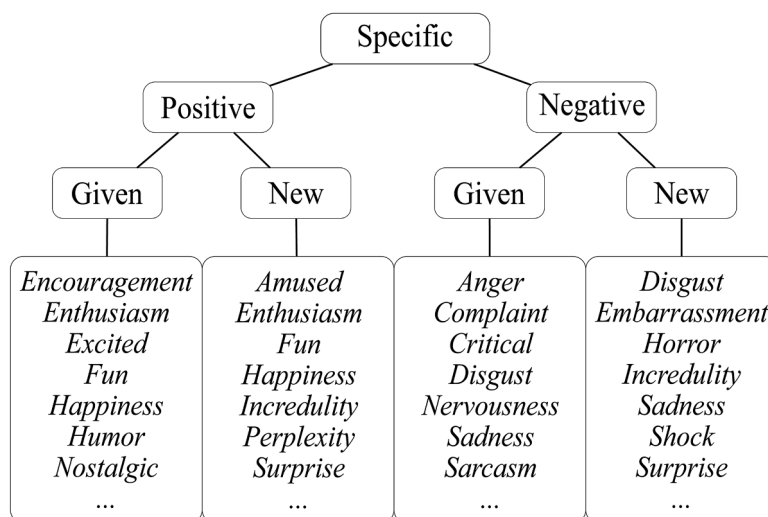 Specific
Positive
Negative
Given
New
Given
New
Encouragement
Enthusiasm
Excited
Fun
Happiness
Humor
Nostalgic
...
Amused
Enthusiasm
Fun
Happiness
Incredulity
Perplexity
Surprise
...
Anger
Complaint
Critical
Disgust
Nervousness
Sadness
Sarcasm
...
Disgust
Embarrassment
Horror
Incredulity
Sadness
Shock
Surprise
...